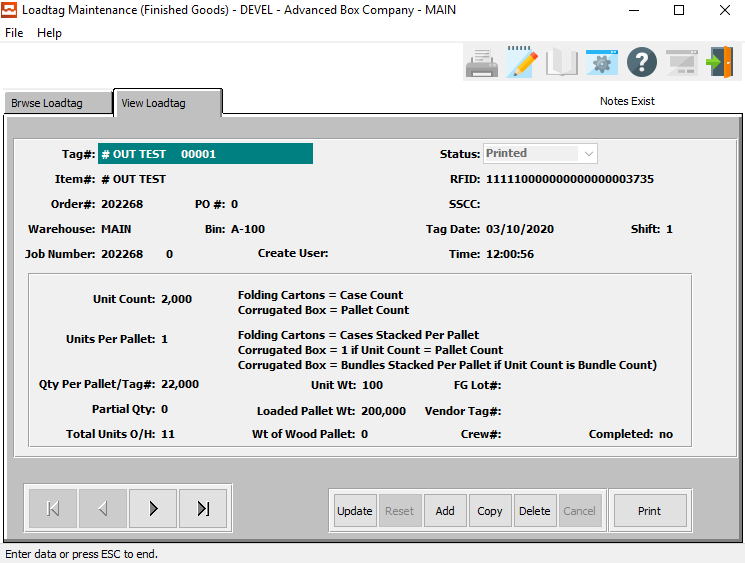 Loadtag Maintenance (Finished Goods) - DEVEL - Advanced Box Company - MAIN
File Help
Brwse Loadtag View Loadtag Notes Exist
Tag#: # OUT TEST 00001 Status: Printed
Item#: # OUT TEST RFID: 111110000000000000003735
Order#: 202268 PO #: 0 SSCC:
Warehouse: MAIN Bin: A-100 Tag Date: 03/10/2020 Shift: 1
Job Number: 202268 0 Create User: Time: 12:00:56
Unit Count: 2,000 Folding Cartons = Case Count
Corrugated Box = Pallet Count
Units Per Pallet: 1 Folding Cartons = Cases Stacked Per Pallet
Corrugated Box = 1 if Unit Count = Pallet Count
Corrugated Box = Bundles Stacked Per Pallet if Unit Count is Bundle Count)
Qty Per Pallet/Tag#: 22,000 Unit Wt: 100 FG Lot#:
Partial Qty: 0 Loaded Pallet Wt: 200,000 Vendor Tag#:
Total Units O/H: 11 Wt of Wood Pallet: 0 Crew#: Completed: no
Update Reset Add Copy Delete Cancel Print
Enter data or press ESC to end.